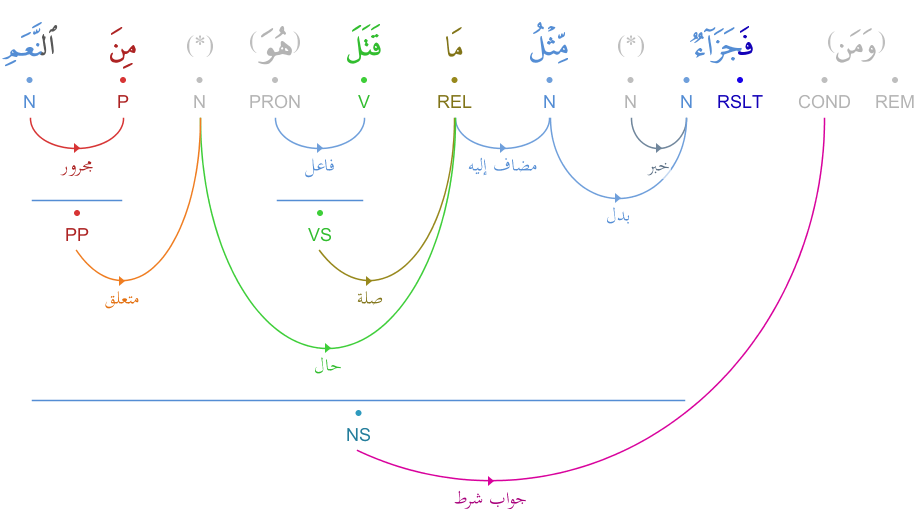 (وَمَن) فَجَزَآءٌ (*) مِّثْلُ مَا قَتَلَ (هُوَ) (*) مِنَ ٱلنَّعَمِ
REM COND RSLT N N N REL V PRON N P N
مجرور فاعل مضاف إليه خبر
بدل
PP VS
متعلق صلة
حال
NS
جواب شرط